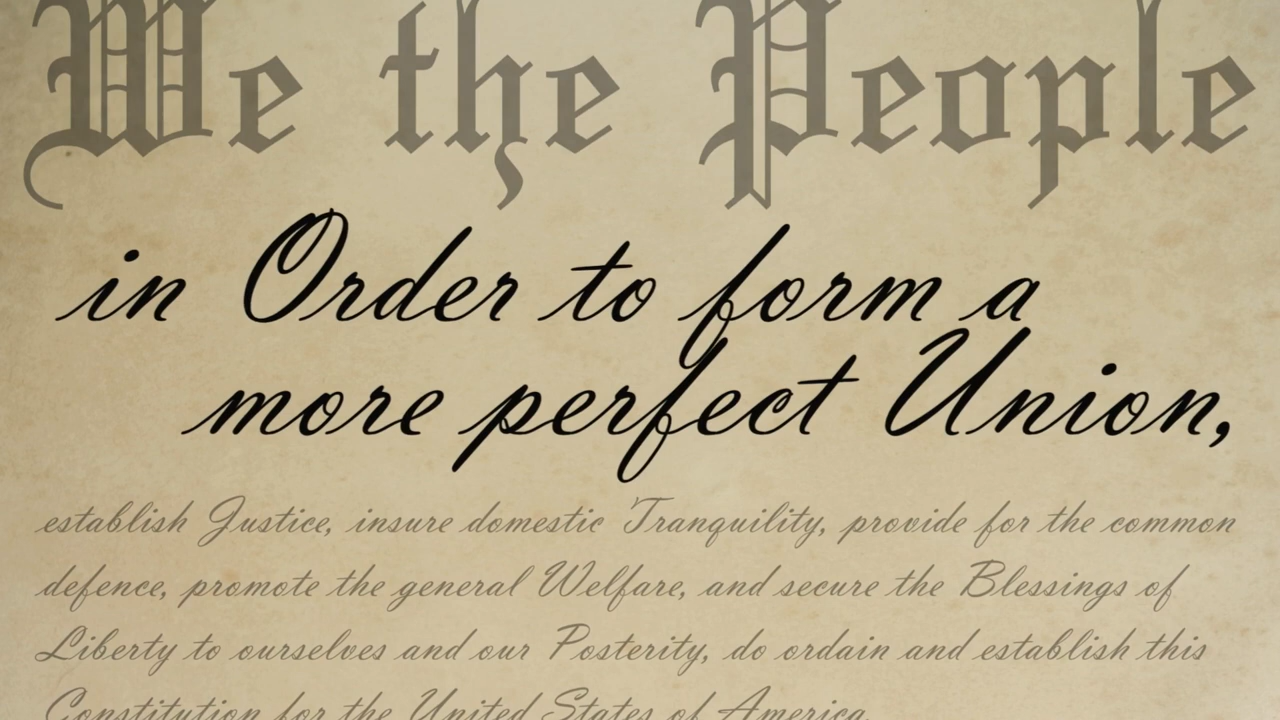 We the People
in Order to form a
more perfect Union,
establish Justice, insure domestic Tranquility, provide for the common
defence, promote the general Welfare, and secure the Blessings of
Liberty to ourselves and our Posterity, do ordain and establish this
Constitution for the United States of America.